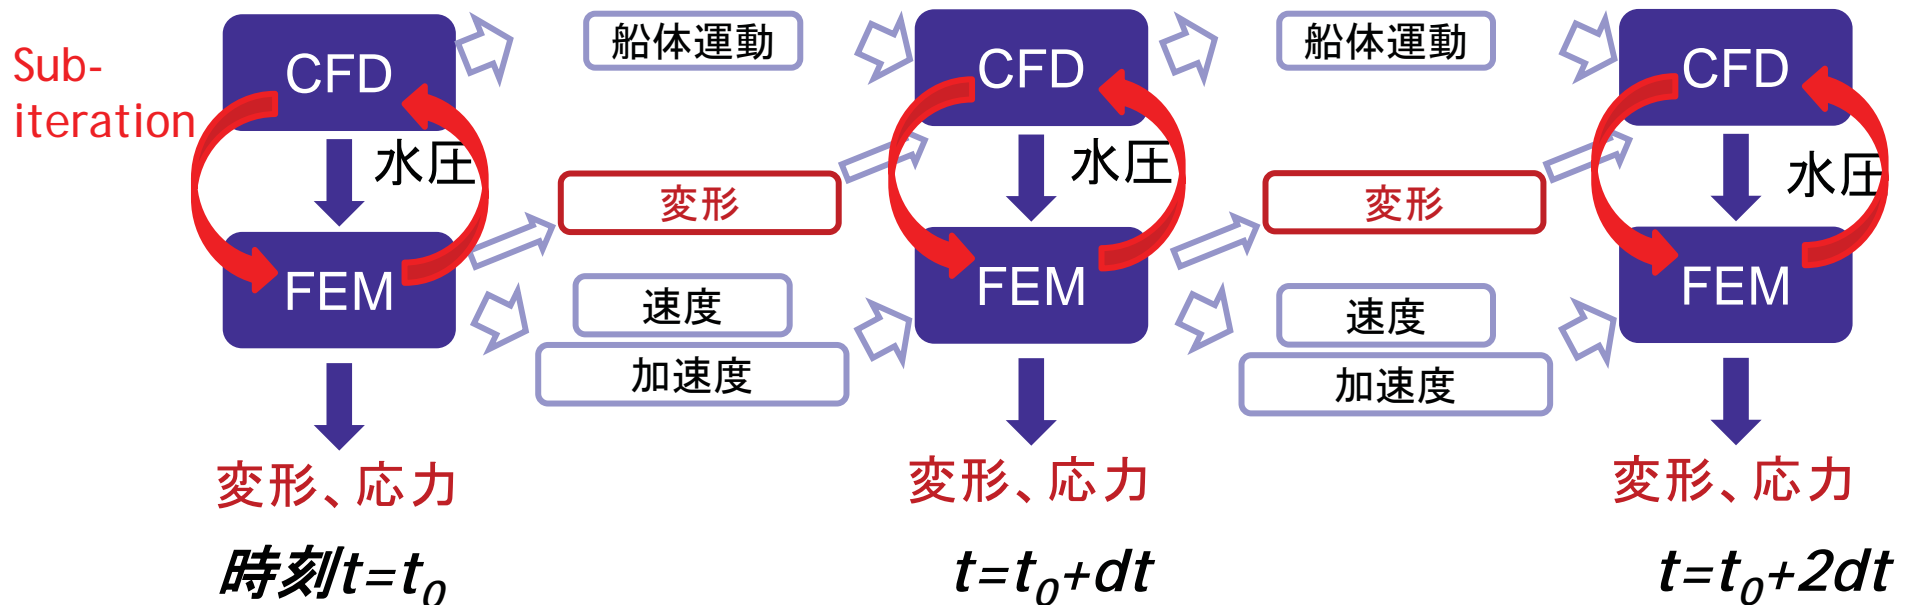 Sub-
iteration
CFD
船体運動
CFD
船体運動
CFD
水圧
水圧
水圧
変形
変形
FEM
FEM
FEM
速度
速度
加速度
加速度
変形、応力
変形、応力
変形、応力
時刻t=t0
t=t0+dt
t=t0+2dt